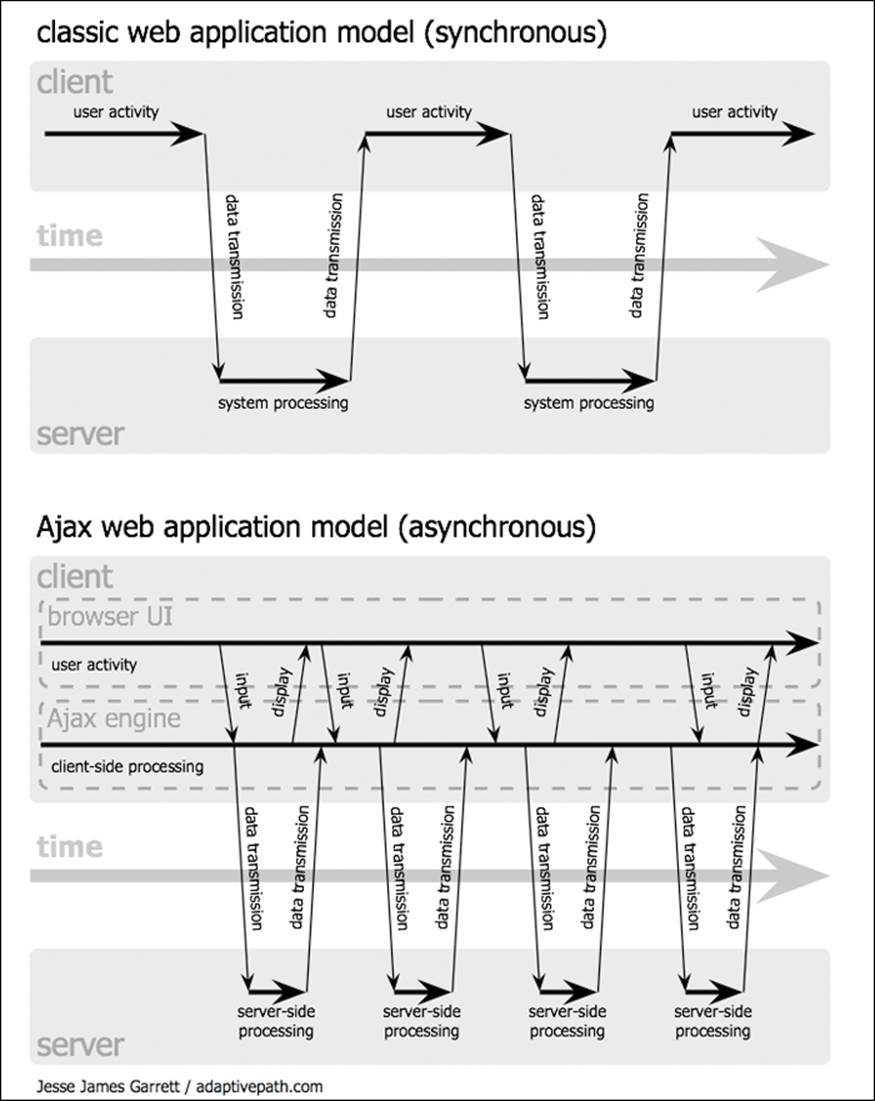 classic web application model (synchronous)
client
user activity
user activity
user activity
data transmission
data transmission
data transmission
data transmission
time
system processing
system processing
server
Ajax web application model (asynchronous)
client
browser UI
user activity
input
display
input
display
input
display
input
display
Ajax engine
client-side processing
data transmission
data transmission
data transmission
data transmission
data transmission
data transmission
data transmission
data transmission
time
server-side
processing
server-side
processing
server-side
processing
server-side
processing
server
Jesse James Garrett / adaptivepath.com